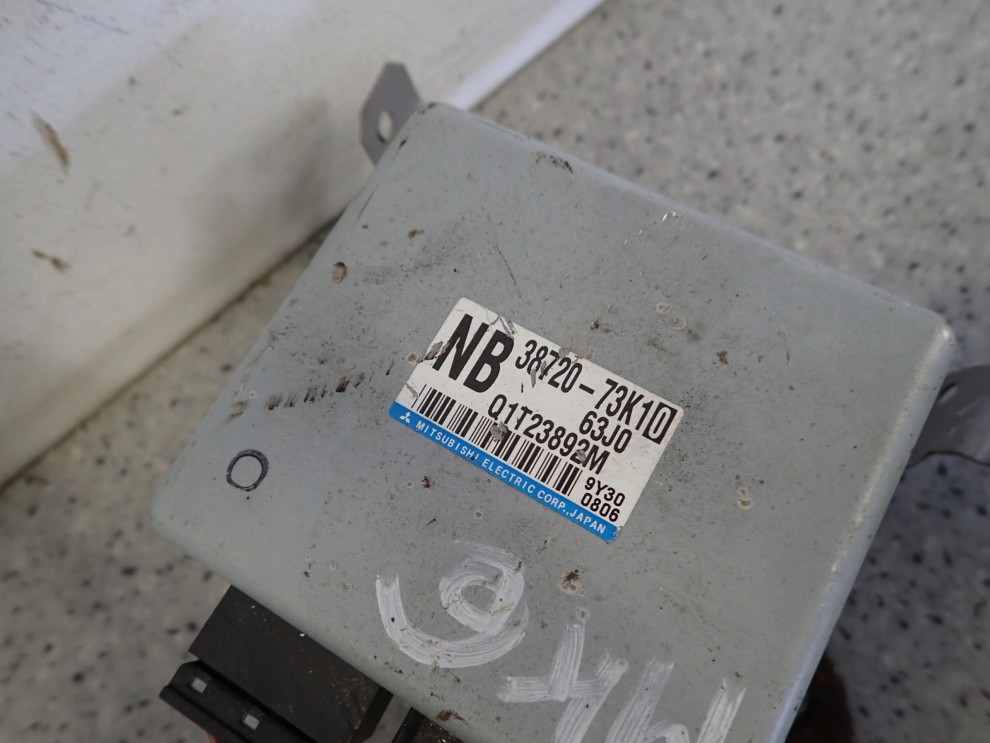 NB 38720-73K10
63J0
Q1T23892M
9Y30
0806
MITSUBISHI ELECTRIC CORP., JAPAN